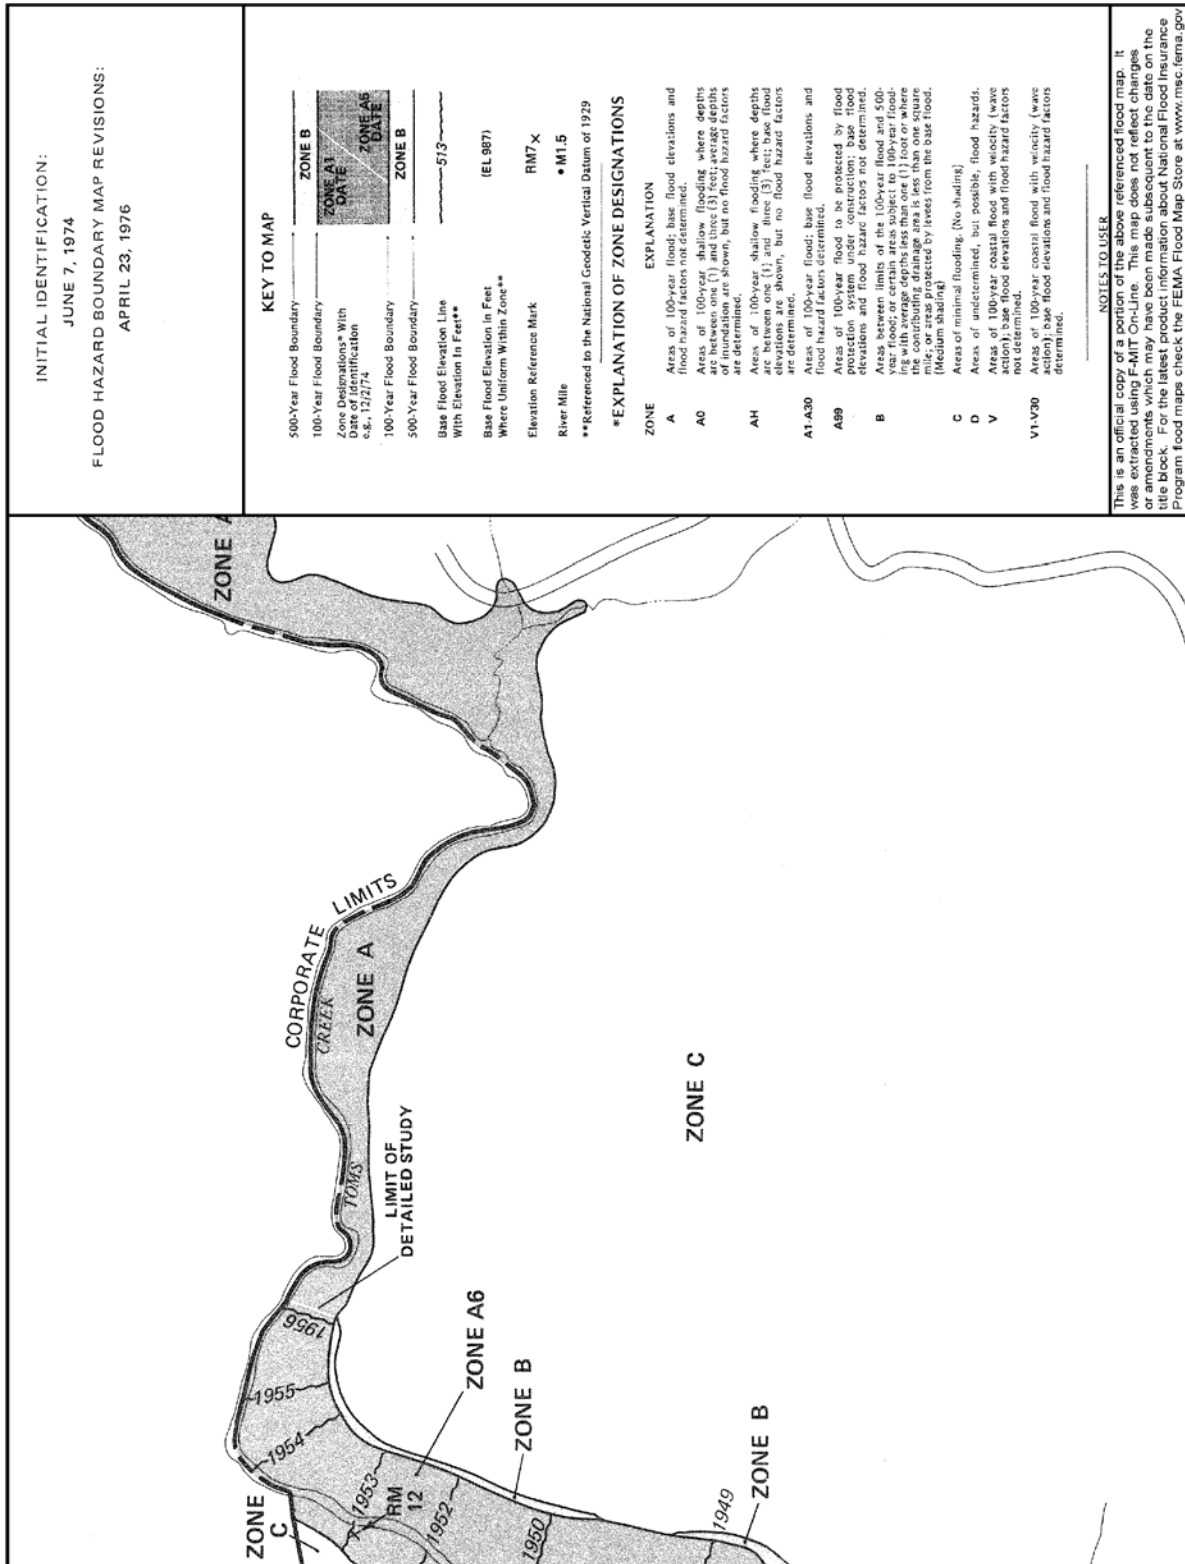 INITIAL IDENTIFICATION:
JUNE 7, 1974
FLOOD HAZARD BOUNDARY MAP REVISIONS:
APRIL 23, 1976
KEY TO MAP
500-Year Flood Boundary
100-Year Flood Boundary
Zone Designations* With
Date of Identification
e.g., 12/2/74
100-Year Flood Boundary
500-Year Flood Boundary
ZONE B
ZONE A1
DATE
ZONE A5
DATE
ZONE B
Base Flood Elevation Line
With Elevation In Feet**
513
Base Flood Elevation In Feet
Where Uniform Within Zone**
(EL 987)
Elevation Reference Mark
RM7×
River Mile
•M1.5
**Referenced to the National Geodetic Vertical Datum of 1929
*EXPLANATION OF ZONE DESIGNATIONS
ZONE EXPLANATION
A Areas of 100-year flood; base flood elevations and
flood hazard factors not determined.
A0 Areas of 100-year shallow flooding where depths
are between one (1) and three (3) feet; average depths
of inundation are shown, but no flood hazard factors
are determined.
AH Areas of 100-year shallow flooding where depths
are between one (1) and three (3) feet; base flood
elevations are shown, but no flood hazard factors
are determined.
A1-A30 Areas of 100-year flood; base flood elevations and
flood hazard factors determined.
A99 Areas of 100-year flood to be protected by flood
protection system under construction; base flood
elevations and flood hazard factors not determined.
B Areas between limits of the 100-year flood and 500-
year flood; or certain areas subject to 100-year flood-
ing with average depths less than one (1) foot or where
the contributing drainage area is less than one square
mile; or areas protected by levees from the base flood.
(Medium shading)
C Areas of minimal flooding. (No shading)
D Areas of undetermined, but possible, flood hazards.
V Areas of 100-year coastal flood with velocity (wave
action); base flood elevations and flood hazard factors
not determined.
V1-V30 Areas of 100-year coastal flood with velocity (wave
action); base flood elevations and flood hazard factors
determined.
NOTES TO USER
This is an official copy of a portion of the above referenced flood map. It
was extracted using F-MIT On-Line. This map does not reflect changes
or amendments which may have been made subsequent to the date on the
title block. For the latest product information about National Flood Insurance
Program flood maps check the FEMA Flood Map Store at www.msc.fema.gov
ZONE A
CORPORATE LIMITS
CREEK
ZONE A
TOMS
LIMIT OF
DETAILED STUDY
ZONE C
1956
1955
1954
ZONE A6
ZONE
C
1953
RM
12
1952
ZONE B
1950
1949
ZONE B